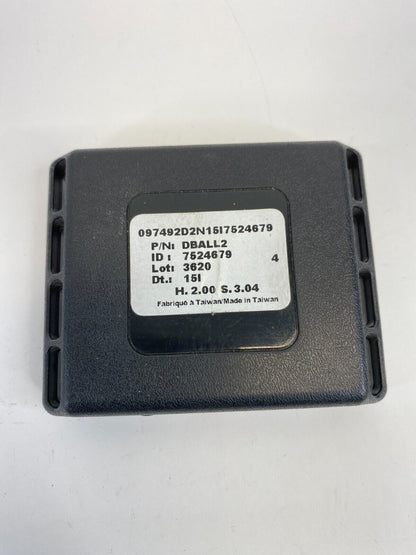 097492D2N15I7524679
P/N: DBALL2
ID : 7524679
Lot: 3620 4
Dt.: 15I
H. 2.00 S. 3.04
Fabriqué à Taiwan/Made in Taiwan